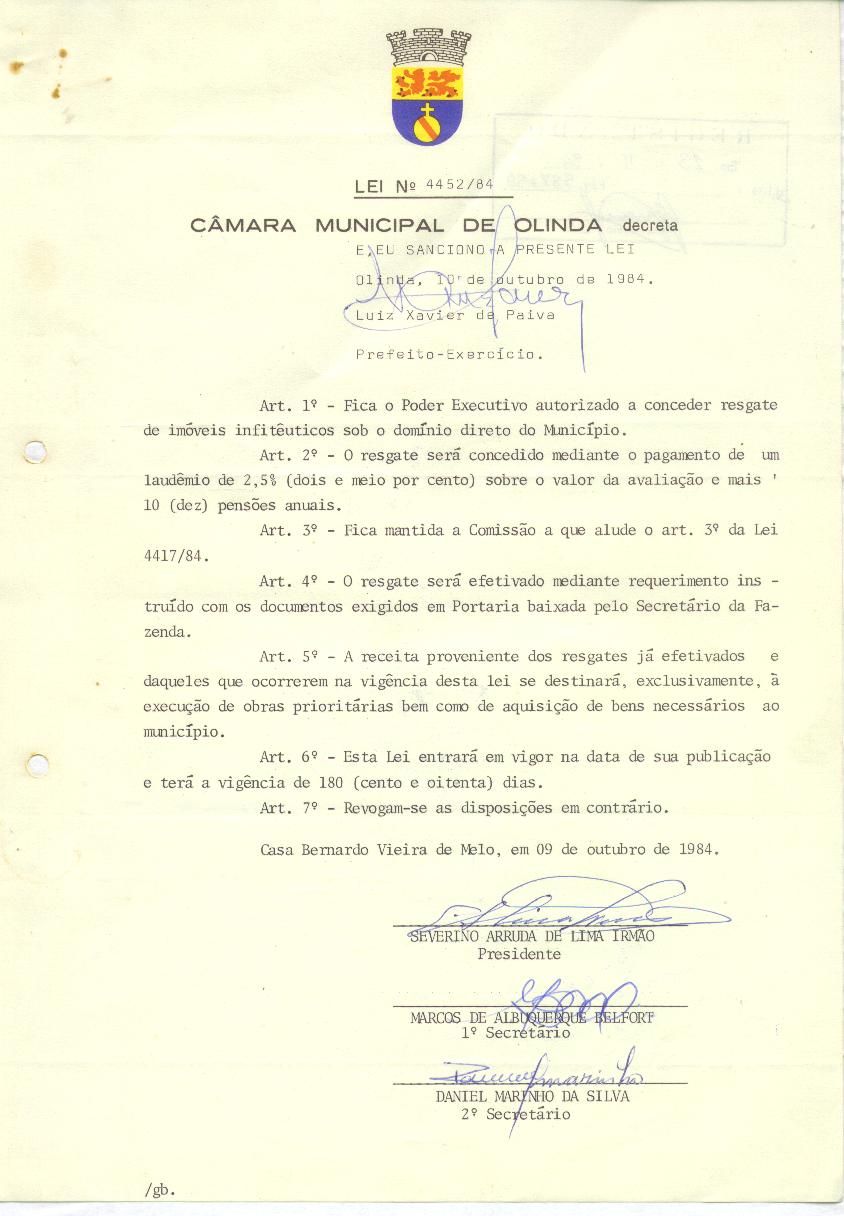 LEI Nº 4452/84
CÂMARA MUNICIPAL DE OLINDA decreta
E,EU SANCIONO A PRESENTE LEI
Olinda, 10 de outubro de 1984.
Luiz Xavier de Paiva
Prefeito-Exercício.
Art. 1º - Fica o Poder Executivo autorizado a conceder resgate
de imóveis infitêuticos sob o domínio direto do Município.
Art. 2º - O resgate será concedido mediante o pagamento de um
laudêmio de 2,5% (dois e meio por cento) sobre o valor da avaliação e mais '
10 (dez) pensões anuais.
Art. 3º - Fica mantida a Comissão a que alude o art. 3º da Lei
4417/84.
Art. 4º - O resgate será efetivado mediante requerimento ins -
truído com os documentos exigidos em Portaria baixada pelo Secretário da Fa-
zenda.
Art. 5º - A receita proveniente dos resgates já efetivados e
daqueles que ocorrerem na vigência desta lei se destinará, exclusivamente, à
execução de obras prioritárias bem como de aquisição de bens necessários ao
município.
Art. 6º - Esta Lei entrará em vigor na data de sua publicação
e terá a vigência de 180 (cento e oitenta) dias.
Art. 7º - Revogam-se as disposições em contrário.
Casa Bernardo Vieira de Melo, em 09 de outubro de 1984.
SEVERINO ARRUDA DE LIMA IRMÃO
Presidente
MARCOS DE ALBUQUERQUE BELFORT
1º Secretário
DANIEL MARINHO DA SILVA
2º Secretário
/gb.